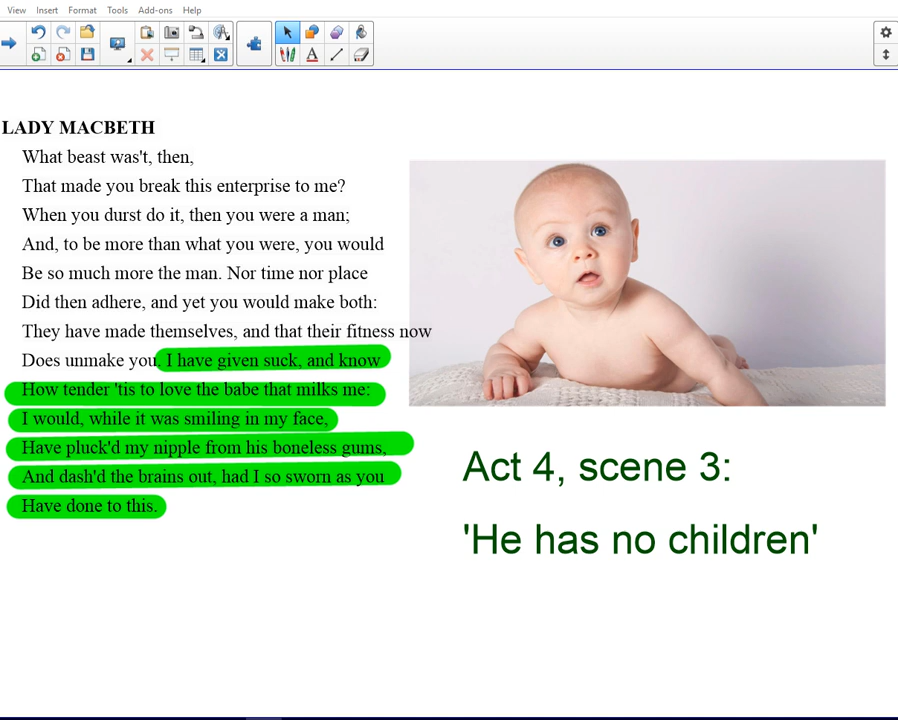 View Insert Format Tools Add-ons Help
LADY MACBETH
What beast was't, then,
That made you break this enterprise to me?
When you durst do it, then you were a man;
And, to be more than what you were, you would
Be so much more the man. Nor time nor place
Did then adhere, and yet you would make both:
They have made themselves, and that their fitness now
Does unmake you. I have given suck, and know
How tender 'tis to love the babe that milks me:
I would, while it was smiling in my face,
Have pluck'd my nipple from his boneless gums,
And dash'd the brains out, had I so sworn as you
Have done to this.
Act 4, scene 3:
'He has no children'